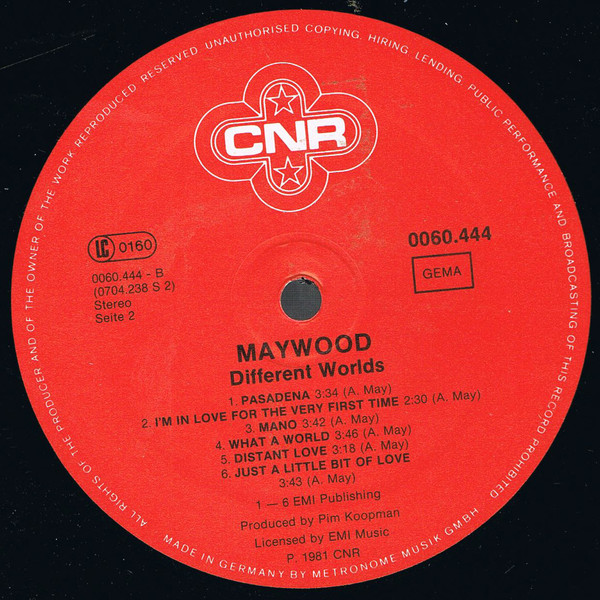 ALL RIGHTS OF THE PRODUCER AND OF THE OWNER OF THE WORK REPRODUCED RESERVED UNAUTHORISED COPYING, HIRING, LENDING, PUBLIC PERFORMANCE AND BROADCASTING OF THIS RECORD PROHIBITED
CNR
LC 0160
0060.444 - B
(0704.238 S 2)
Stereo
Seite 2
0060.444
GEMA
MAYWOOD
Different Worlds
1. PASADENA 3:34 (A. May)
2. I'M IN LOVE FOR THE VERY FIRST TIME 2:30 (A. May)
3. MANO 3:42 (A. May)
4. WHAT A WORLD 3:46 (A. May)
5. DISTANT LOVE 3:18 (A. May)
6. JUST A LITTLE BIT OF LOVE
3:43 (A. May)
1 — 6 EMI Publishing
Produced by Pim Koopman
Licensed by EMI Music
P. 1981 CNR
MADE IN GERMANY BY METRONOME MUSIK GMBH